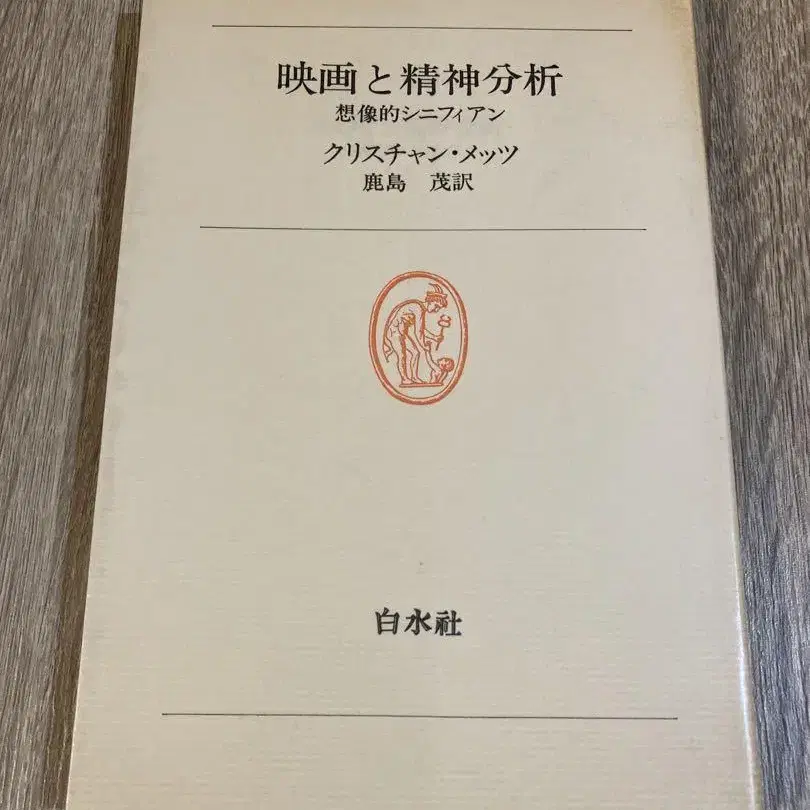 映画と精神分析
想像的シニフィアン
クリスチャン・メッツ
鹿島　茂訳
白水社